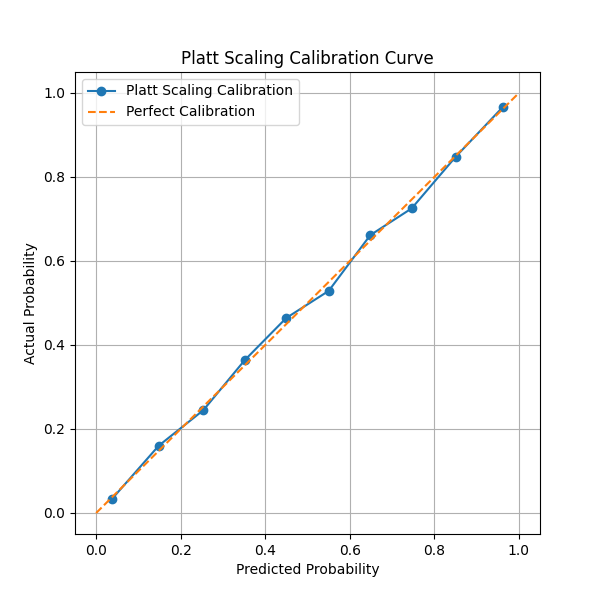 Platt Scaling Calibration Curve
Platt Scaling Calibration
Perfect Calibration
1.0
0.8
0.6
0.4
0.2
0.0
Actual Probability
0.0 0.2 0.4 0.6 0.8 1.0
Predicted Probability